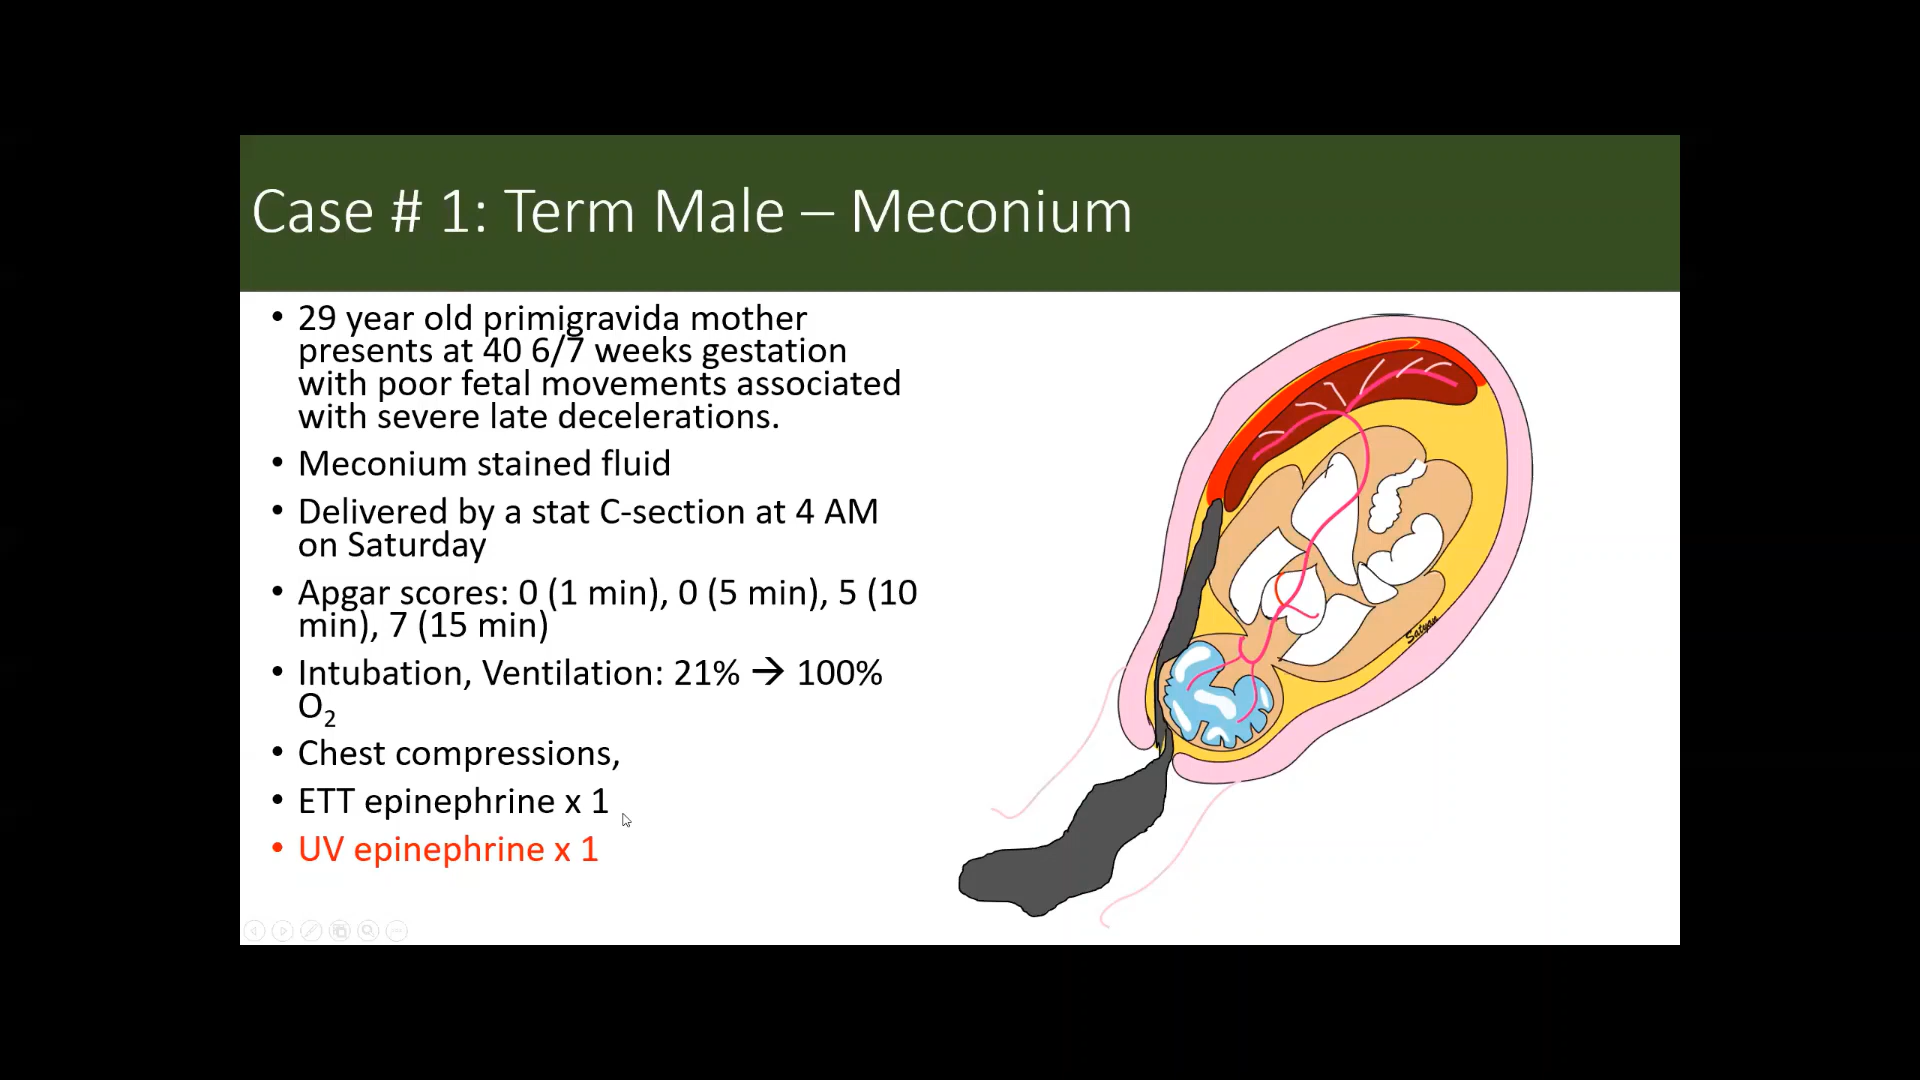 Case # 1: Term Male – Meconium
• 29 year old primigravida mother
presents at 40 6/7 weeks gestation
with poor fetal movements associated
with severe late decelerations.
• Meconium stained fluid
• Delivered by a stat C-section at 4 AM
on Saturday
• Apgar scores: 0 (1 min), 0 (5 min), 5 (10
min), 7 (15 min)
• Intubation, Ventilation: 21% → 100%
O₂
• Chest compressions,
• ETT epinephrine x 1
• UV epinephrine x 1
Satyan